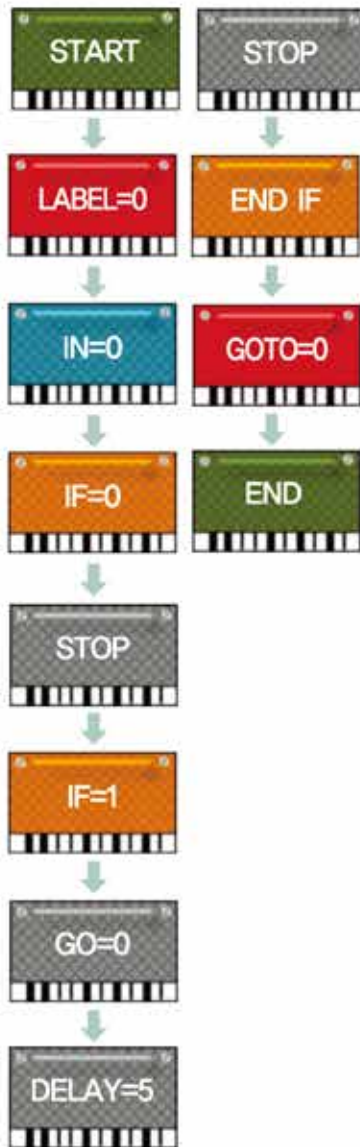 START
LABEL=0
IN=0
IF=0
STOP
IF=1
GO=0
DELAY=5
STOP
END IF
GOTO=0
END